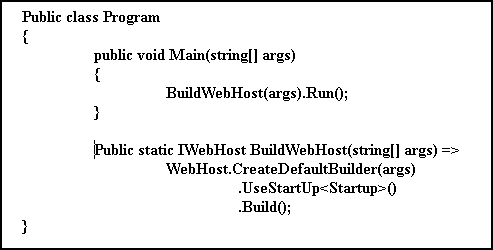 Public class Program
{
public void Main(string[] args)
{
BuildWebHost(args).Run();
}
Public static IWebHost BuildWebHost(string[] args) =>
WebHost.CreateDefaultBuilder(args)
.UseStartUp<Startup>()
.Build();
}